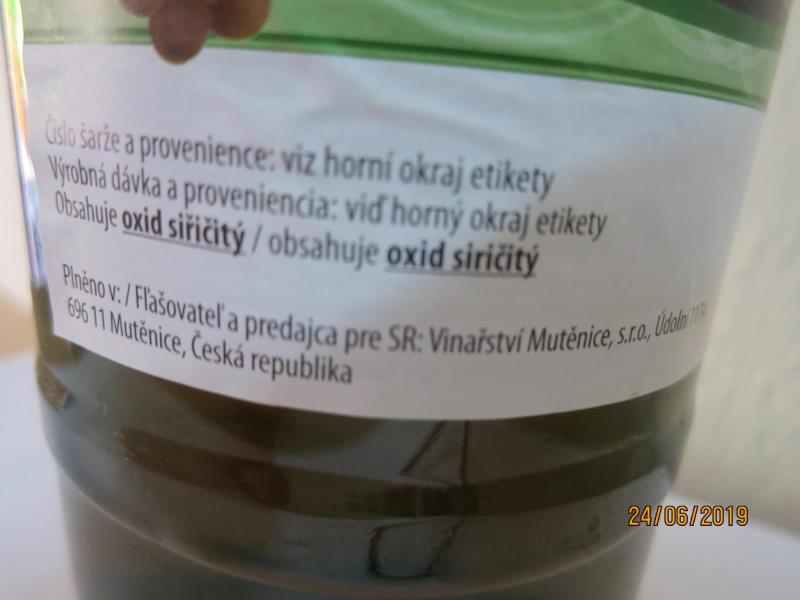 Číslo šarže a provenience: viz horní okraj etikety
Výrobná dávka a proveniencia: viď horný okraj etikety
Obsahuje oxid siřičitý / obsahuje oxid siričitý
Plněno v: / Fľašovateľ a predajca pre SR: Vinařství Mutěnice, s.r.o., Údolní
696 11 Mutěnice, Česká republika
24/06/2019